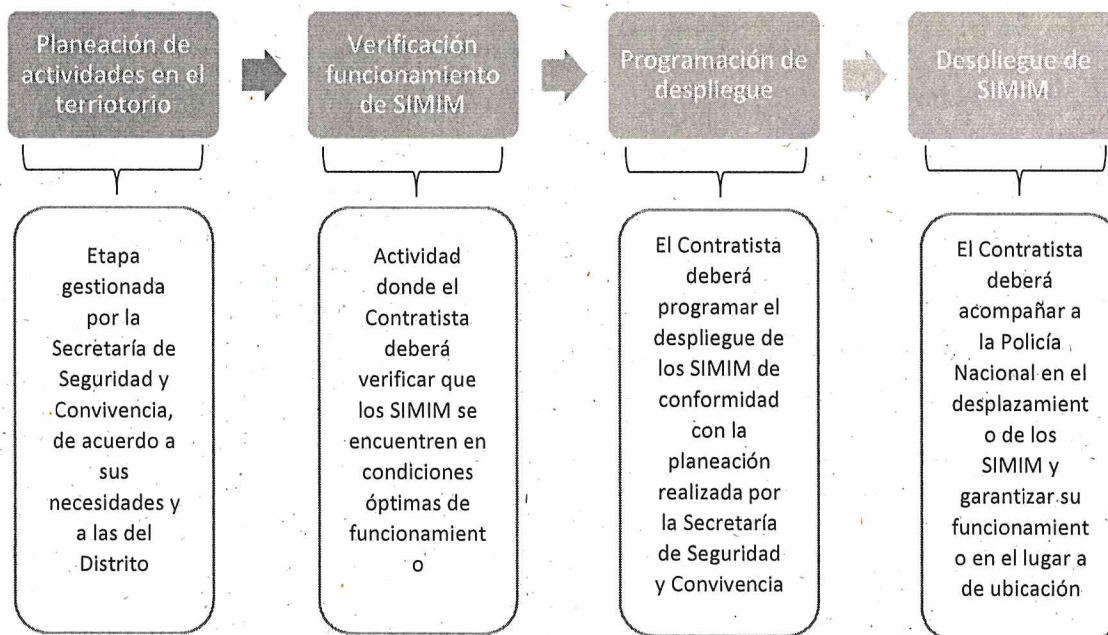 Planeación de
actividades en el
terriotorio
Verificación
funcionamiento
de SIMIM
Programación de
despliegue
Despliegue de
SIMIM
Etapa
gestionada
por la
Secretaría de
Seguridad y
Convivencia,
de acuerdo a
sus
necesidades y
a las del
Distrito
Actividad
donde el
Contratista
deberá
verificar que
los SIMIM se
encuentren en
condiciones
óptimas de
funcionamient
o
El Contratista
deberá
programar el
despliegue de
los SIMIM de
conformidad
con la
planeación
realizada por
la Secretaría
de Seguridad
y Convivencia
El Contratista
deberá
acompañar a
la Policía
Nacional en el
desplazamient
o de los
SIMIM y
garantizar su
funcionamient
o en el lugar a
de ubicación